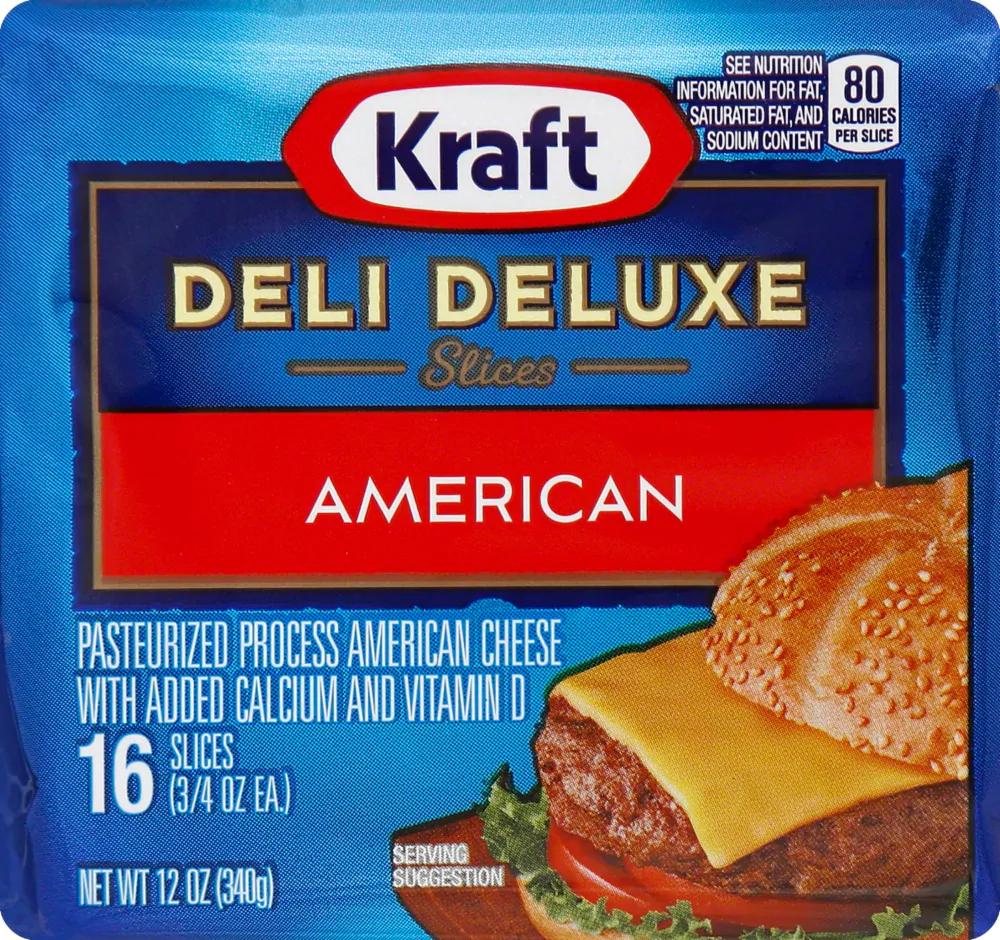 SEE NUTRITION
INFORMATION FOR FAT,
SATURATED FAT, AND
SODIUM CONTENT
80
CALORIES
PER SLICE
Kraft
DELI DELUXE
Slices
AMERICAN
PASTEURIZED PROCESS AMERICAN CHEESE
WITH ADDED CALCIUM AND VITAMIN D
16 SLICES
(3/4 OZ EA.)
SERVING
SUGGESTION
NET WT 12 OZ (340g)